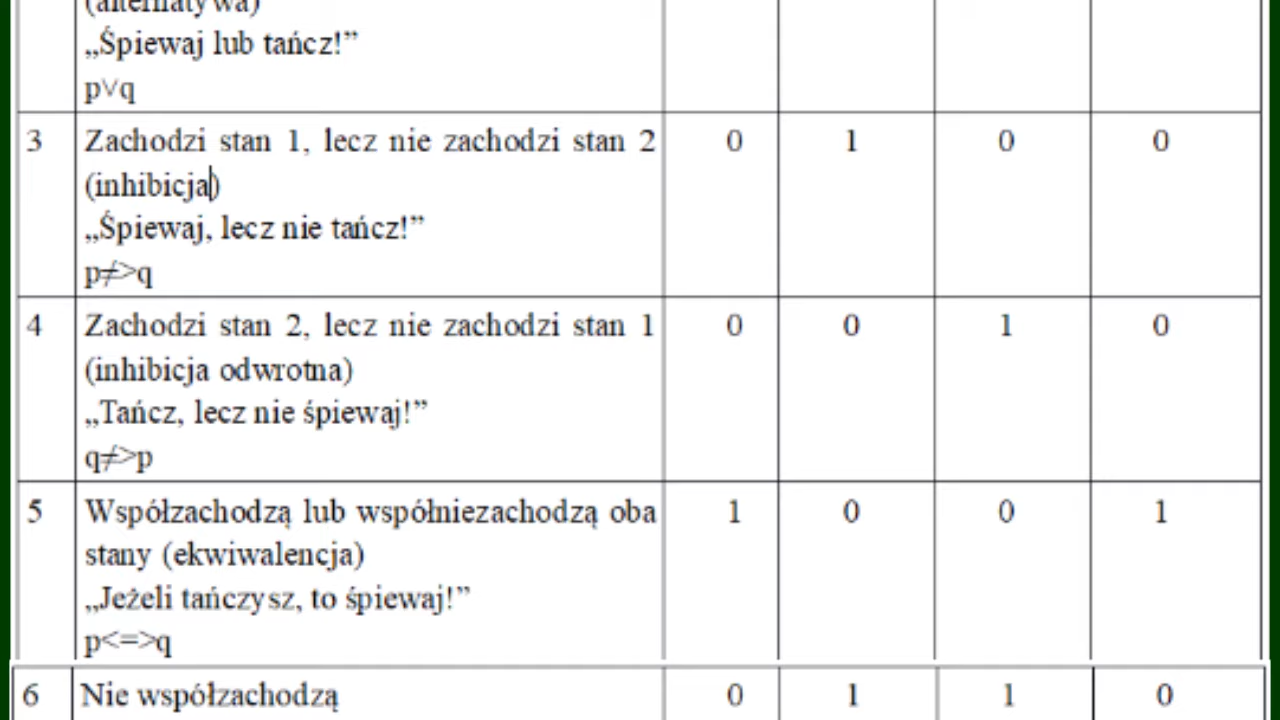 (alternatywa)
„Śpiewaj lub tańcz!”
p∨q
3 Zachodzi stan 1, lecz nie zachodzi stan 2 0 1 0 0
(inhibicja)
„Śpiewaj, lecz nie tańcz!”
p≠>q
4 Zachodzi stan 2, lecz nie zachodzi stan 1 0 0 1 0
(inhibicja odwrotna)
„Tańcz, lecz nie śpiewaj!”
q≠>p
5 Współzachodzą lub współniezachodzą oba 1 0 0 1
stany (ekwiwalencja)
„Jeżeli tańczysz, to śpiewaj!”
p<=>q
6 Nie współzachodzą 0 1 1 0